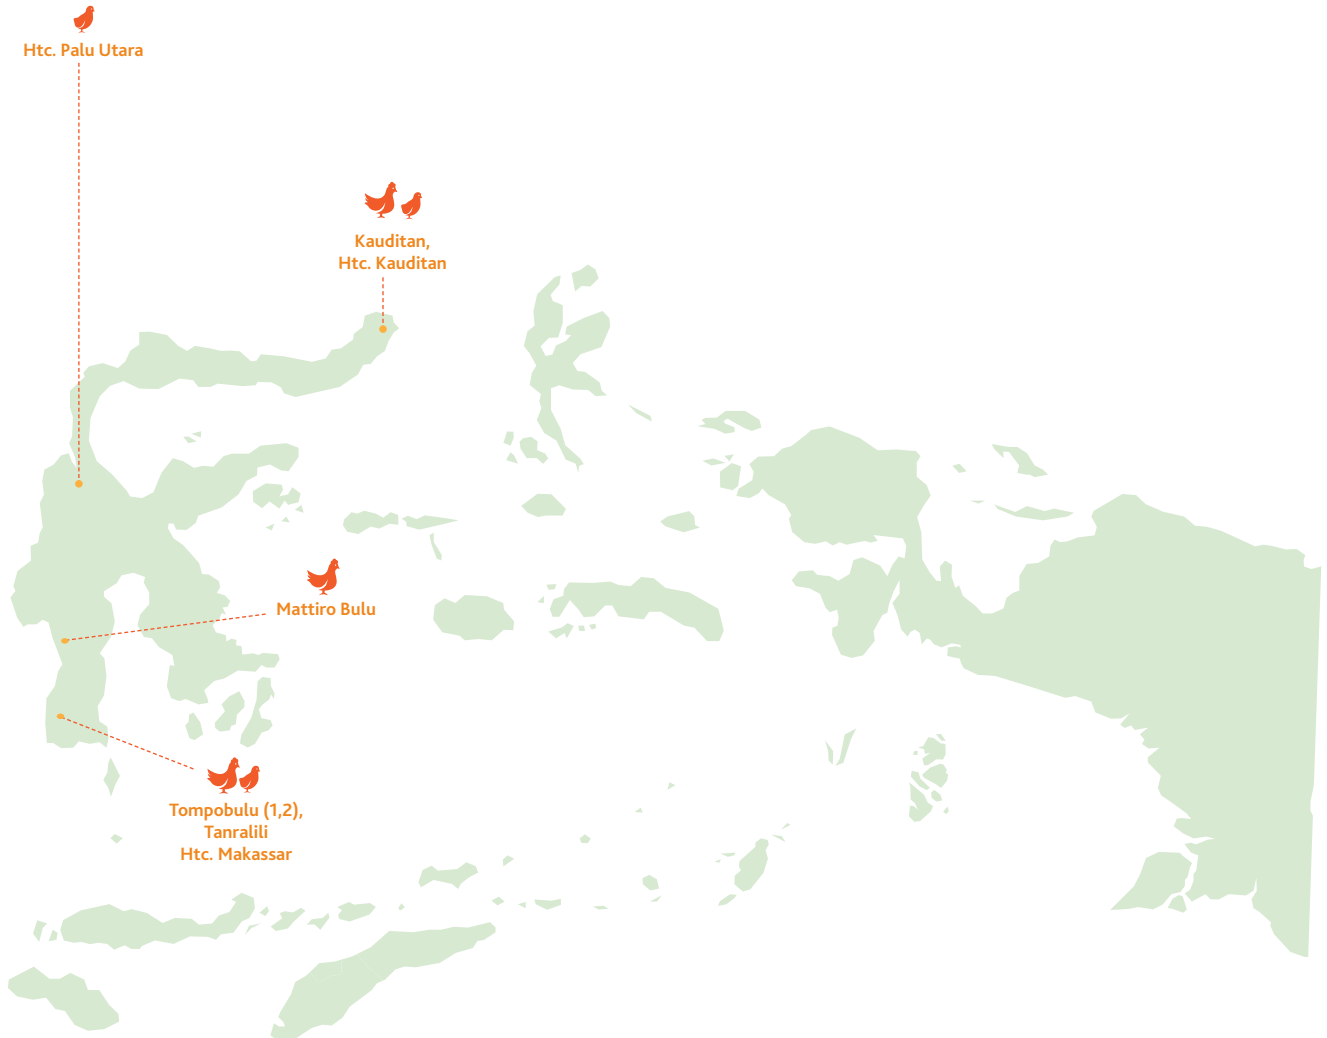 Htc. Palu Utara
Kauditan,
Htc. Kauditan
Mattiro Bulu
Tompobulu (1,2),
Tanralili
Htc. Makassar